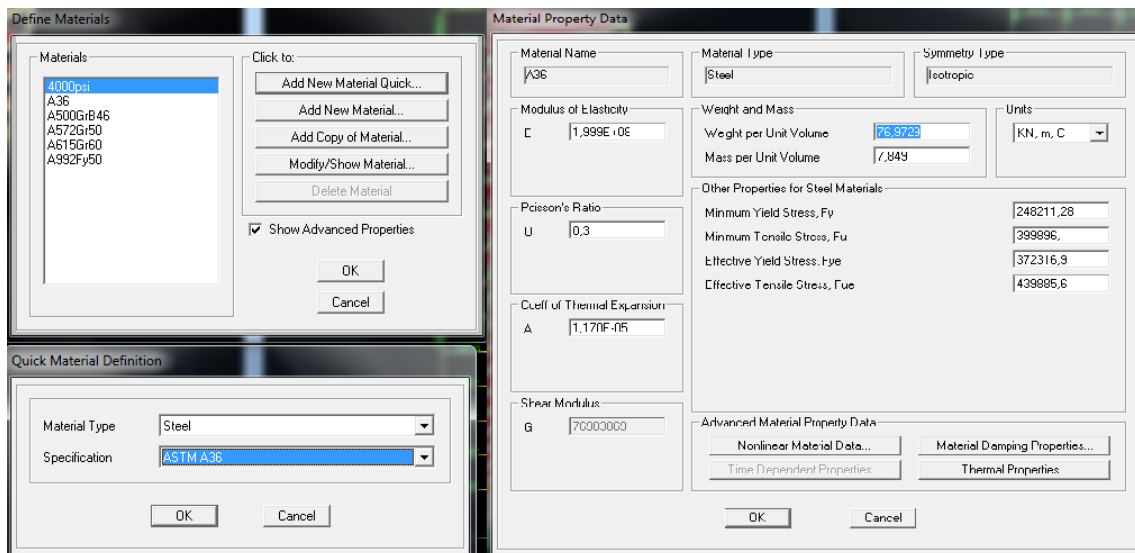 Define Materials
Materials
4000psi
A36
A500GrB46
A572Gr50
A615Gr60
A992Fy50
Click to:
Add New Material Quick...
Add New Material...
Add Copy of Material...
Modify/Show Material...
Delete Material
Show Advanced Properties
OK
Cancel
Quick Material Definition
Material Type
Steel
Specification
ASTM A36
OK
Cancel
Material Property Data
Material Name
A36
Material Type
Steel
Symmetry Type
Isotropic
Modulus of Elasticity
E
1,999E+08
Weight and Mass
Weight per Unit Volume
76,9729
Mass per Unit Volume
7,849
Units
KN, m, C
Poisson's Ratio
U
0,3
Other Properties for Steel Materials
Minimum Yield Stress, Fy
248211,28
Minimum Tensile Stress, Fu
399896,
Effective Yield Stress, Fye
372316,9
Effective Tensile Stress, Fue
439885,6
Coeff of Thermal Expansion
A
1,170E-05
Shear Modulus
G
Advanced Material Property Data
Nonlinear Material Data...
Material Damping Properties...
Time Dependent Properties
Thermal Properties
OK
Cancel